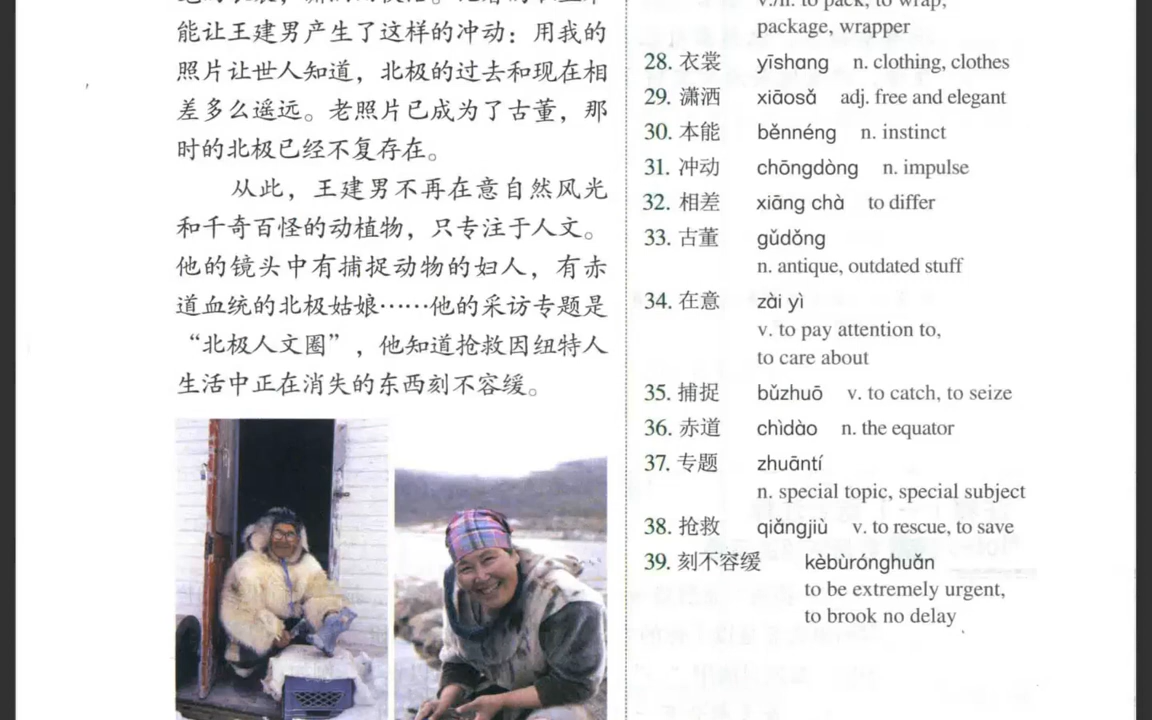 能让王建男产生了这样的冲动：用我的
照片让世人知道，北极的过去和现在相
差多么遥远。老照片已成为了古董，那
时的北极已经不复存在。
从此，王建男不再在意自然风光
和千奇百怪的动植物，只专注于人文。
他的镜头中有捕捉动物的妇人，有赤
道血统的北极姑娘……他的采访专题是
“北极人文圈”，他知道抢救因纽特人
生活中正在消失的东西刻不容缓。
v./n. to pack, to wrap,
package, wrapper
28. 衣裳 yīshang n. clothing, clothes
29. 潇洒 xiāosǎ adj. free and elegant
30. 本能 běnnéng n. instinct
31. 冲动 chōngdòng n. impulse
32. 相差 xiāng chà to differ
33. 古董 gǔdǒng
n. antique, outdated stuff
34. 在意 zài yì
v. to pay attention to,
to care about
35. 捕捉 bǔzhuō v. to catch, to seize
36. 赤道 chìdào n. the equator
37. 专题 zhuāntí
n. special topic, special subject
38. 抢救 qiǎngjiù v. to rescue, to save
39. 刻不容缓 kèbùrónghuǎn
to be extremely urgent,
to brook no delay